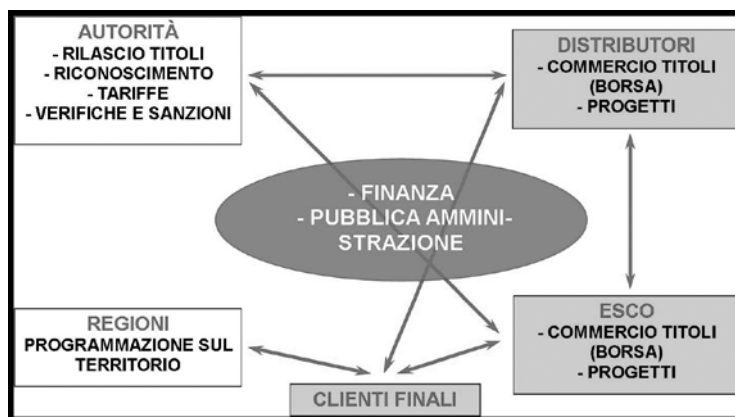 AUTORITÀ
- RILASCIO TITOLI
- RICONOSCIMENTO
- TARIFFE
- VERIFICHE E SANZIONI
DISTRIBUTORI
- COMMERCIO TITOLI
(BORSA)
- PROGETTI
- FINANZA
- PUBBLICA AMMINI-
STRAZIONE
REGIONI
PROGRAMMAZIONE SUL
TERRITORIO
ESCO
- COMMERCIO TITOLI
(BORSA)
- PROGETTI
CLIENTI FINALI